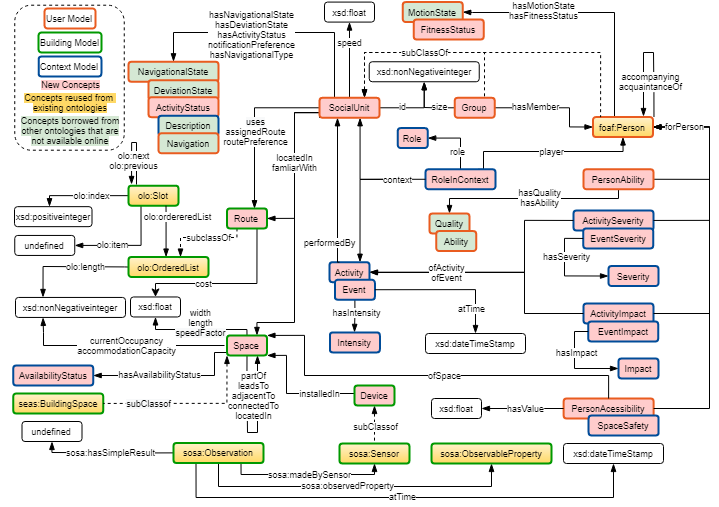 User Model
Building Model
Context Model
New Concepts
Concepts reused from
existing ontologies
Concepts borrowed from
other ontologies that are
not available online
hasNavigationalState
hasDeviationState
hasActivityStatus
notificationPreference
hasNavigationalType
xsd:float
speed
MotionState
FitnessStatus
hasMotionState
hasFitnessStatus
subClassOf
xsd:nonNegativeinteger
accompanying
acquaintanceOf
NavigationalState
DeviationState
ActivityStatus
Description
Navigation
SocialUnit
id
size
Group
hasMember
foaf:Person
forPerson
uses
assignedRoute
routePreference
Role
role
player
olo:next
olo:previous
locatedIn
famliarWith
context
RoleInContext
PersonAbility
hasQuality
hasAbility
olo:index
olo:Slot
xsd:positiveinteger
olo:ordereredList
Route
Quality
Ability
ActivitySeverity
EventSeverity
undefined
olo:item
subclassOf
performedBy
hasSeverity
olo:length
olo:OrderedList
Activity
Event
ofActivity
ofEvent
Severity
cost
xsd:nonNegativeinteger
xsd:float
width
length
speedFactor
hasIntensity
atTime
ActivityImpact
EventImpact
currentOccupancy
accommodationCapacity
Space
Intensity
xsd:dateTimeStamp
hasImpact
Impact
AvailabilityStatus
hasAvailabilityStatus
partOf
leadsTo
adjacentTo
connectedTo
locatedIn
ofSpace
seas:BuildingSpace
subClassof
installedIn
Device
xsd:float
hasValue
PersonAcessibility
SpaceSafety
undefined
subClassof
sosa:hasSimpleResult
sosa:Observation
sosa:Sensor
sosa:ObservableProperty
xsd:dateTimeStamp
sosa:madeBySensor
sosa:observedProperty
atTime